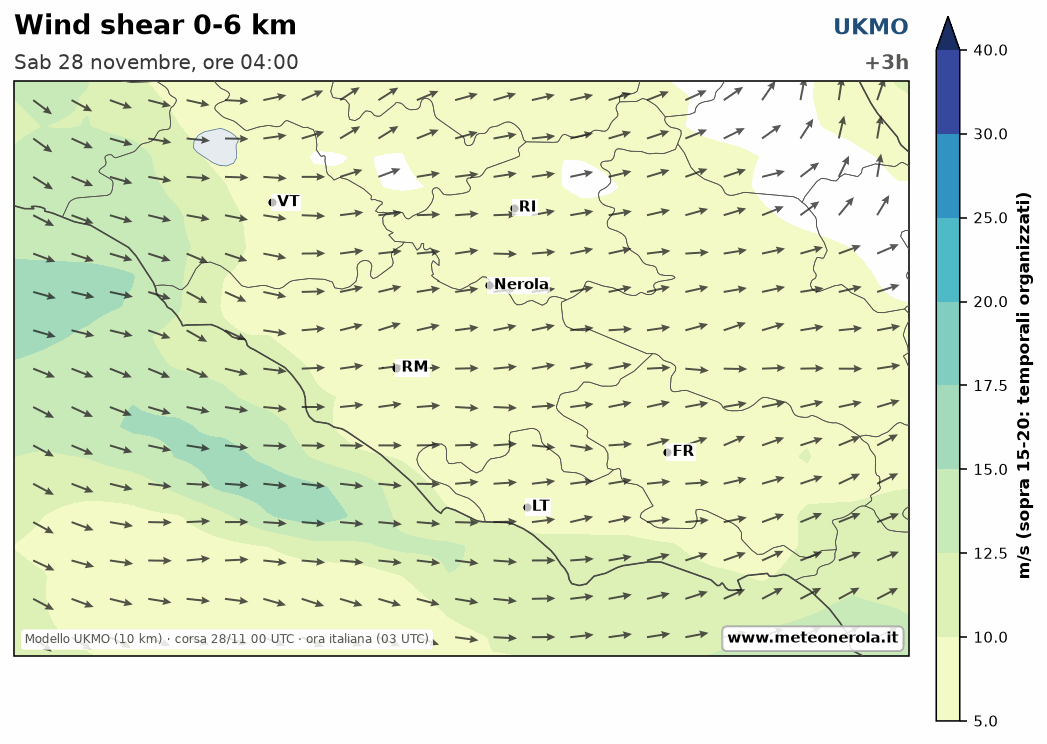 Wind shear 0-6 km
UKMO
Sab 28 novembre, ore 04:00
+3h
VT
RI
Nerola
RM
FR
LT
Modello UKMO (10 km) · corsa 28/11 00 UTC · ora italiana (03 UTC)
www.meteonerola.it
40.0
30.0
25.0
20.0
17.5
15.0
12.5
10.0
5.0
m/s (sopra 15-20: temporali organizzati)